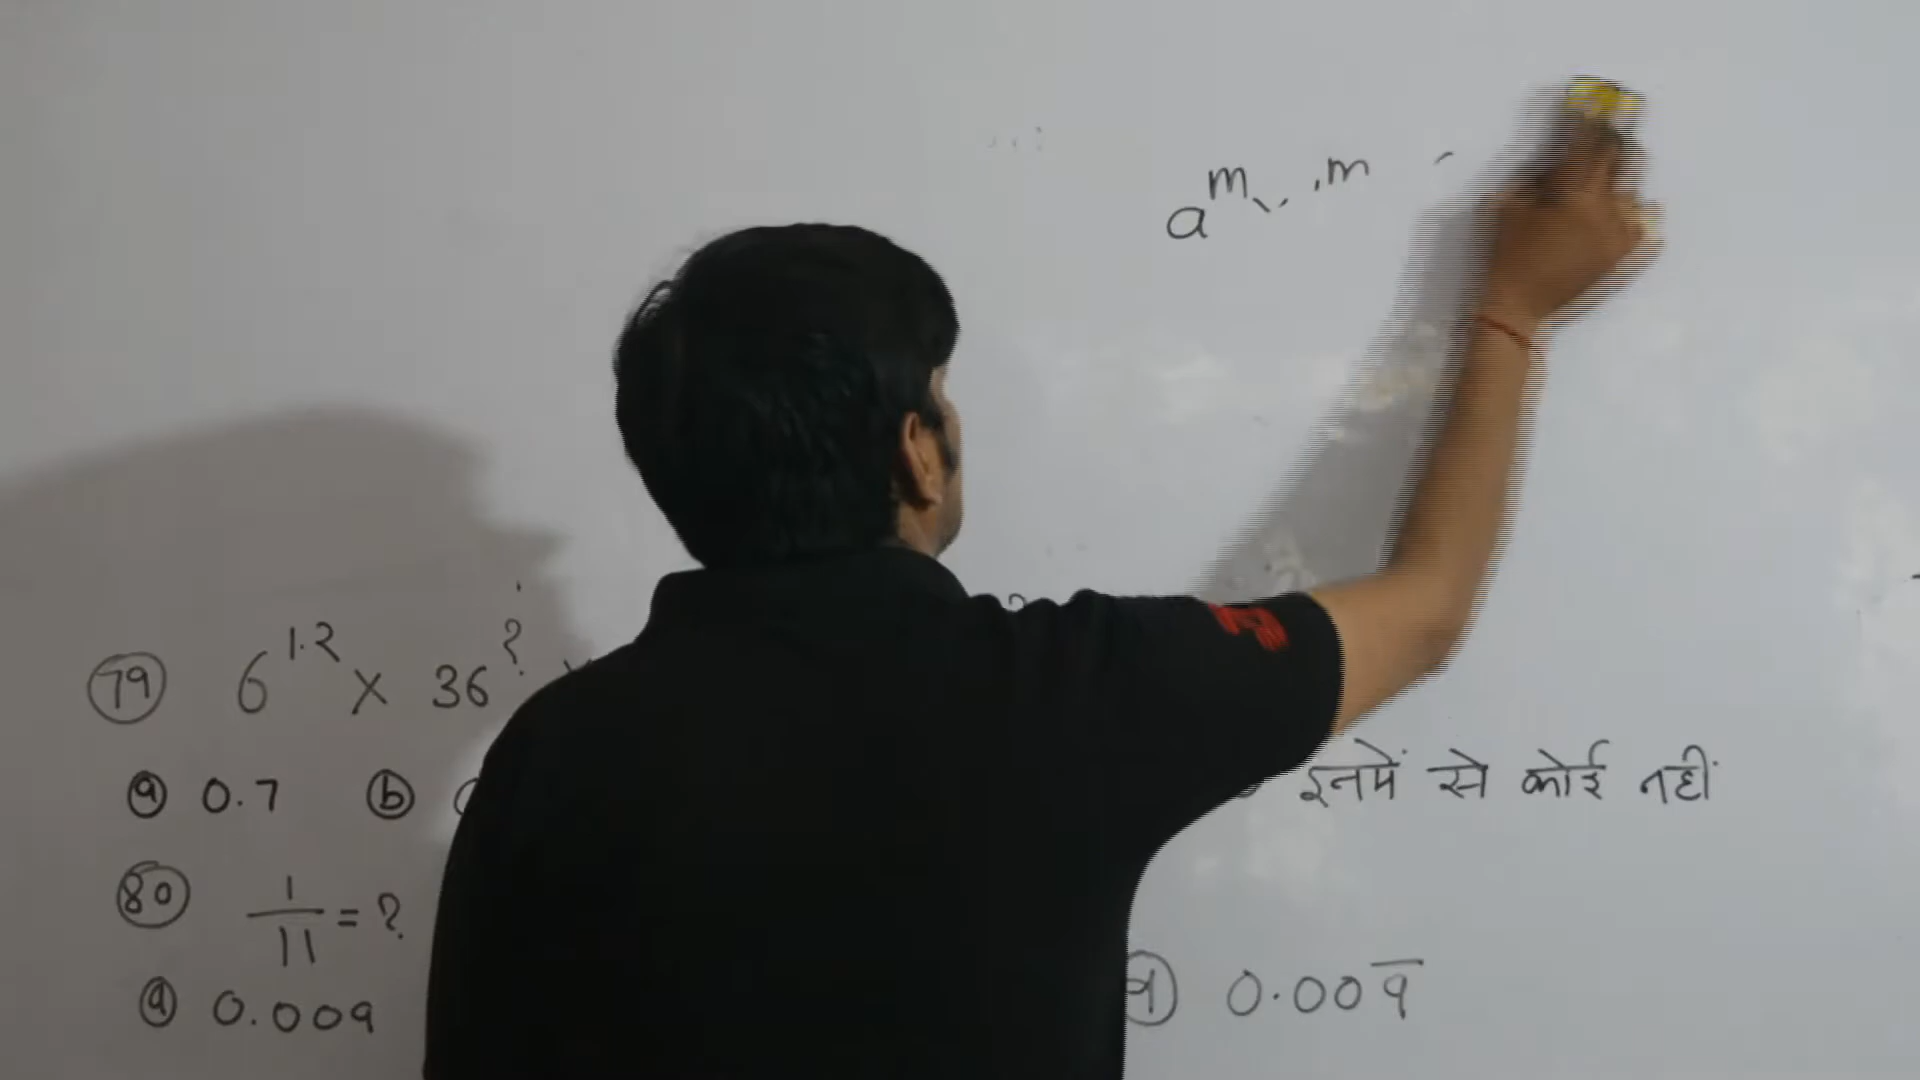 a^m m
79 6^1.2 × 36^?
?
a 0.7 b इनमें से कोई नहीं
80 1/11 = ?
a 0.009 d 0.009̅